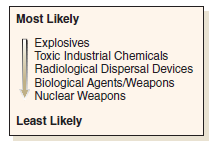 Most Likely
Explosives
Toxic Industrial Chemicals
Radiological Dispersal Devices
Biological Agents/Weapons
Nuclear Weapons
Least Likely